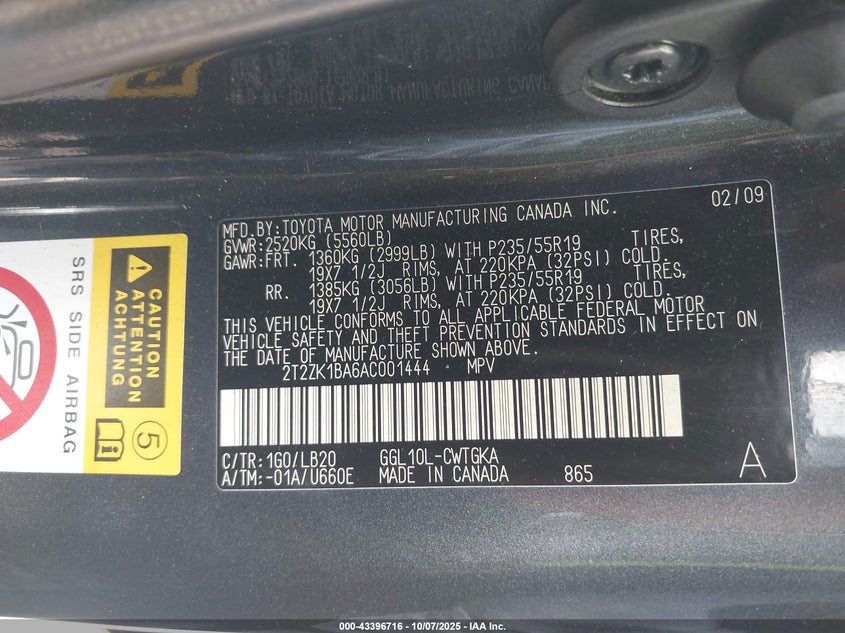 MFD.BY:TOYOTA MOTOR MANUFACTURING CANADA INC. 02/09
GVWR:2520KG (5560LB)
GAWR:FRT. 1360KG (2999LB) WITH P235/55R19 TIRES,
19X7 1/2J RIMS, AT 220KPA (32PSI) COLD.
RR. 1385KG (3056LB) WITH P235/55R19 TIRES,
19X7 1/2J RIMS, AT 220KPA (32PSI) COLD.
THIS VEHICLE CONFORMS TO ALL APPLICABLE FEDERAL MOTOR
VEHICLE SAFETY AND THEFT PREVENTION STANDARDS IN EFFECT ON
THE DATE OF MANUFACTURE SHOWN ABOVE.
2T2ZK1BA6AC001444 MPV
C/TR:1G0/LB20 GGL10L-CWTGKA A
A/TM:-01A/U660E MADE IN CANADA 865
SRS SIDE AIRBAG
CAUTION
ATTENTION
ACHTUNG
5
000-43396716 - 10/07/2025 - IAA Inc.